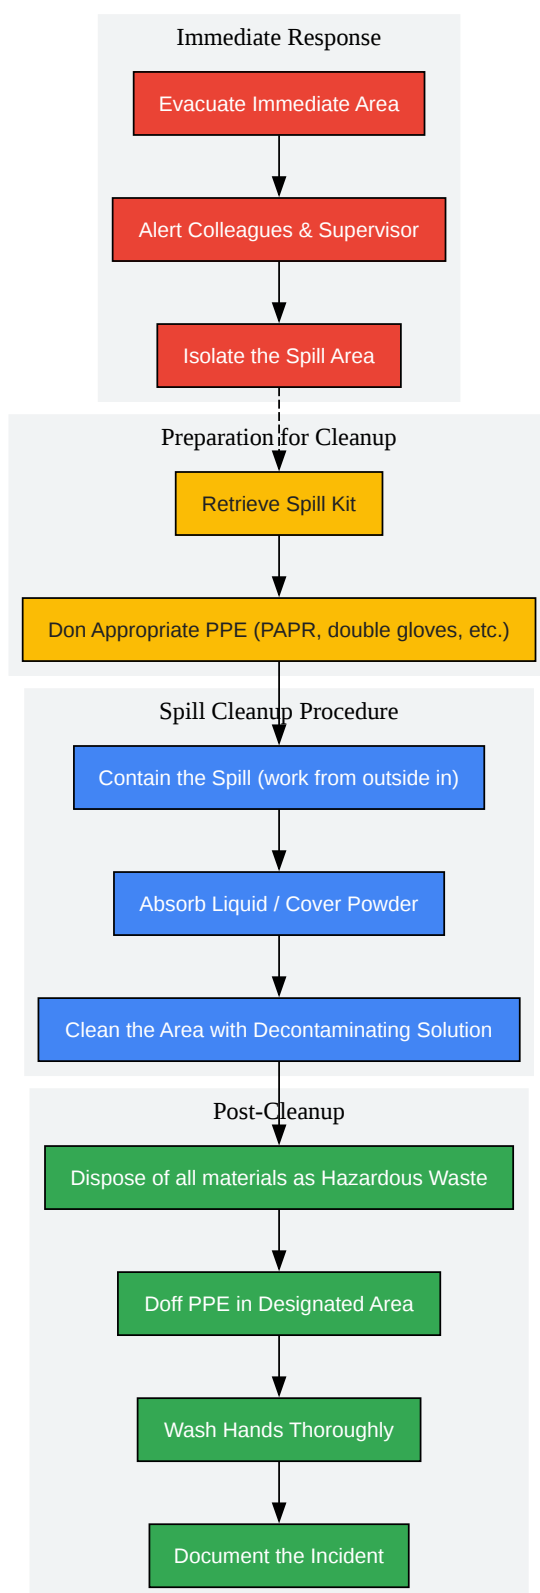 Immediate Response
Evacuate Immediate Area
Alert Colleagues & Supervisor
Isolate the Spill Area
Preparation for Cleanup
Retrieve Spill Kit
Don Appropriate PPE (PAPR, double gloves, etc.)
Spill Cleanup Procedure
Contain the Spill (work from outside in)
Absorb Liquid / Cover Powder
Clean the Area with Decontaminating Solution
Post-Cleanup
Dispose of all materials as Hazardous Waste
Doff PPE in Designated Area
Wash Hands Thoroughly
Document the Incident